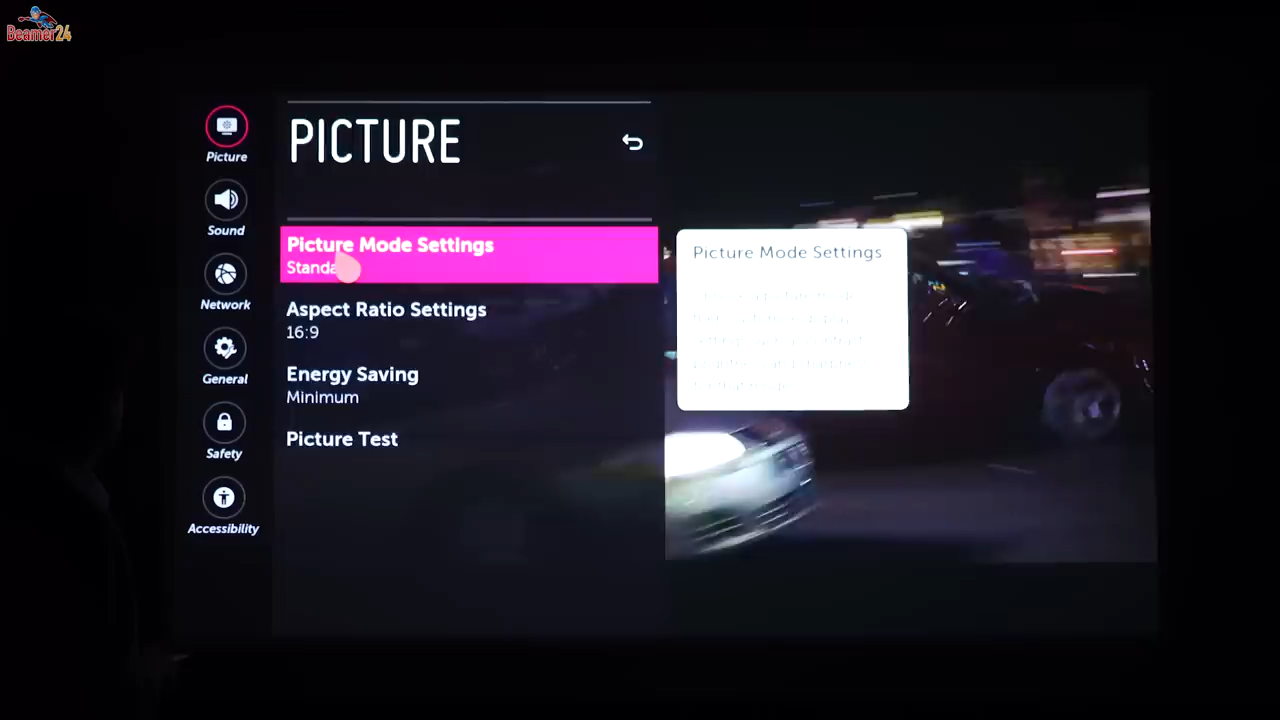 Beamer24
PICTURE
Picture
Sound
Network
General
Safety
Accessibility
Picture Mode Settings
Standa
Aspect Ratio Settings
16:9
Energy Saving
Minimum
Picture Test
Picture Mode Settings